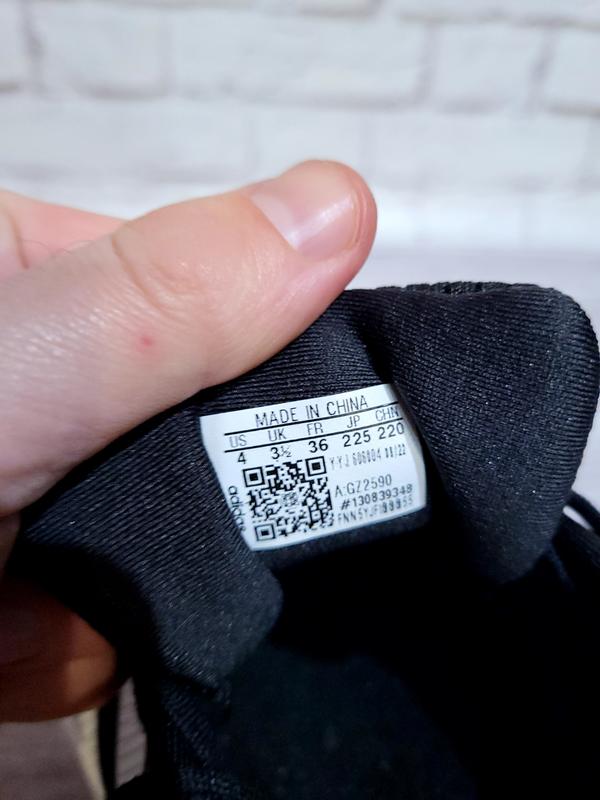 MADE IN CHINA
US UK FR JP CHN
4 3½ 36 225 220
A:GZ2590
#130839348